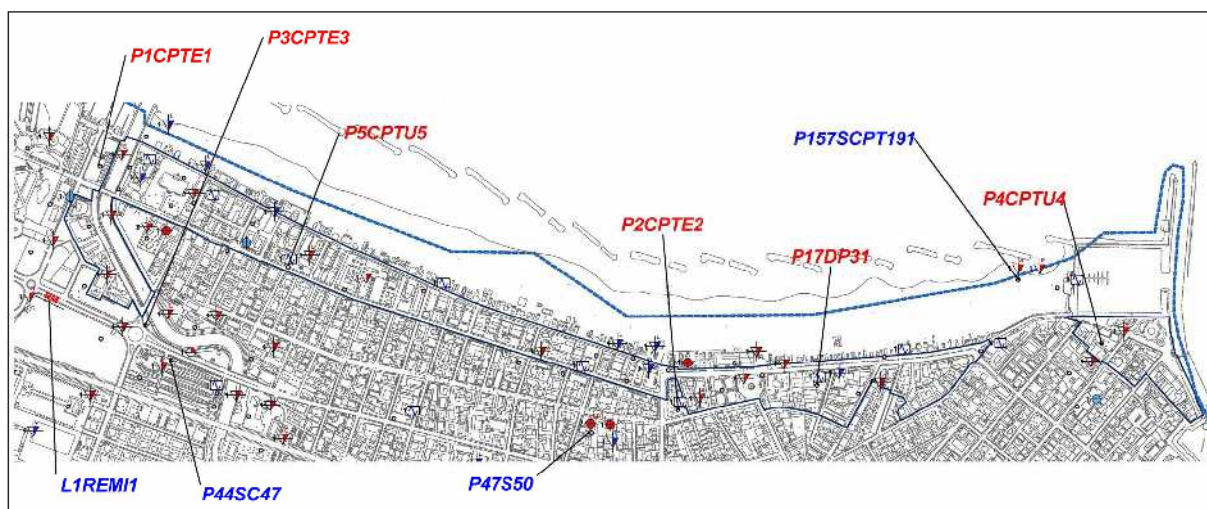 P3CPTE3
P1CPTE1
P5CPTU5
P157SCPT191
P4CPTU4
P2CPTE2
P17DP31
L1REMI1
P44SC47
P47S50